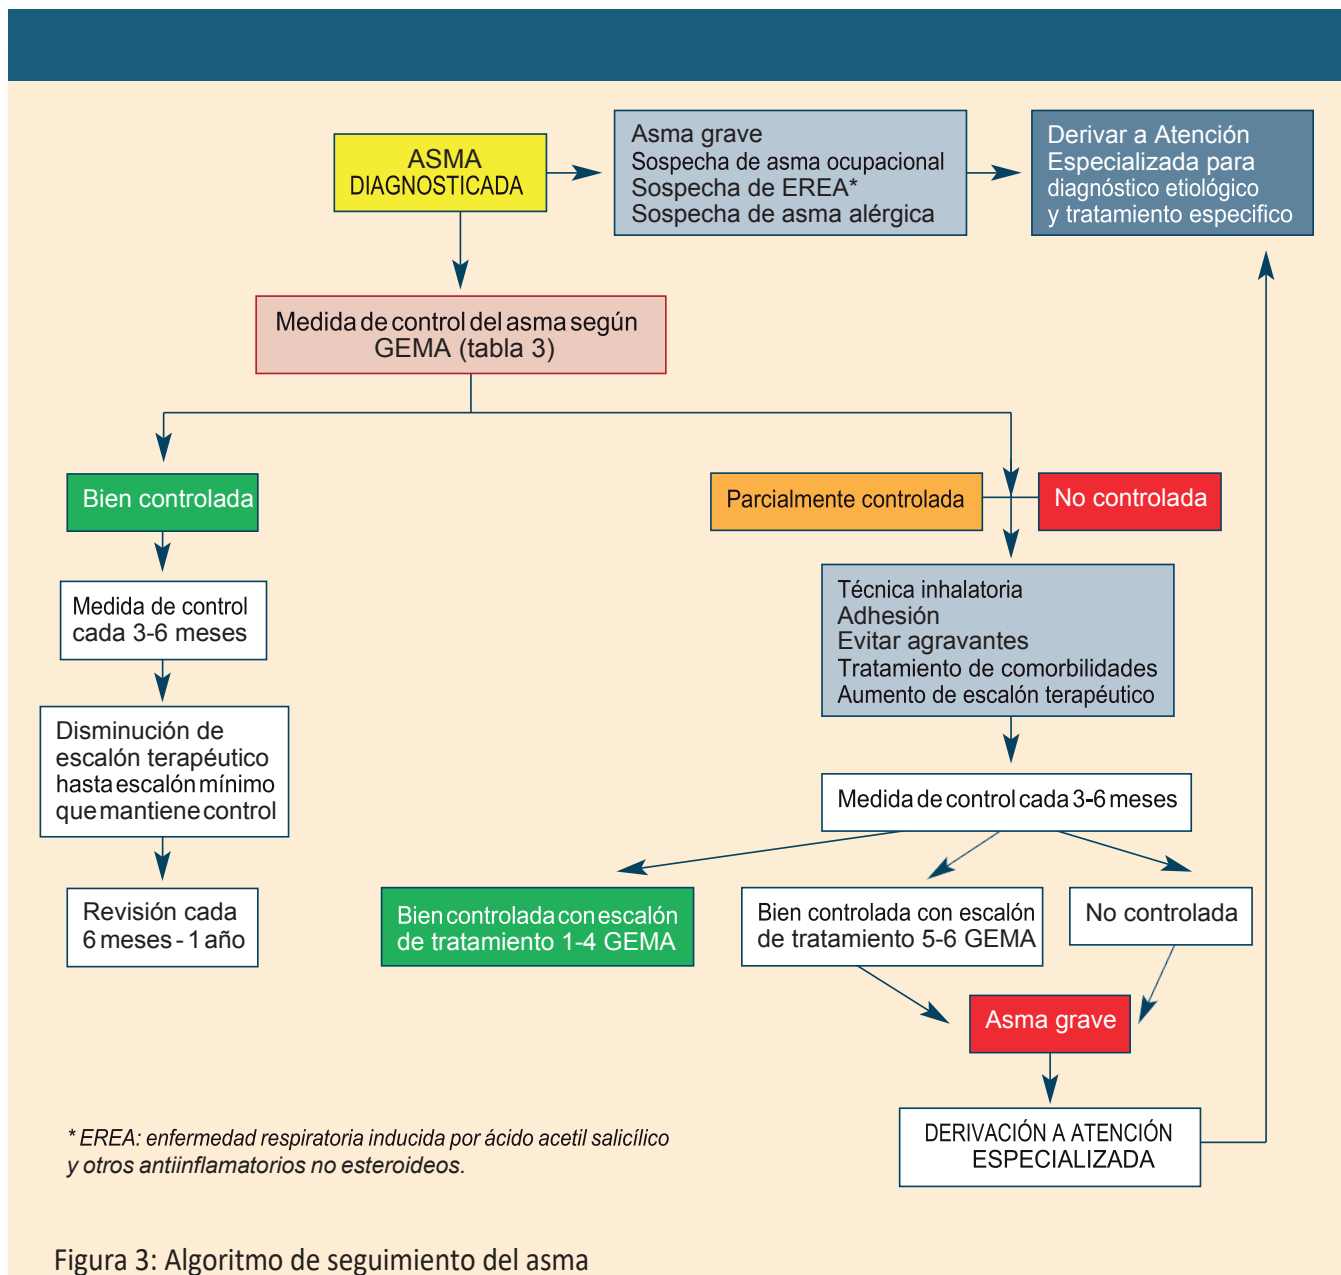 ASMA
DIAGNOSTICADA
Asma grave
Sospecha de asma ocupacional
Sospecha de EREA*
Sospecha de asma alérgica
Derivar a Atención
Especializada para
diagnóstico etiológico
y tratamiento especifico
Medida de control del asma según
GEMA (tabla 3)
Bien controlada
Parcialmente controlada
No controlada
Medida de control
cada 3-6 meses
Técnica inhalatoria
Adhesión
Evitar agravantes
Tratamiento de comorbilidades
Aumento de escalón terapéutico
Disminución de
escalón terapéutico
hasta escalón mínimo
que mantiene control
Medida de control cada 3-6 meses
Revisión cada
6 meses - 1 año
Bien controlada con escalón
de tratamiento 1-4 GEMA
Bien controlada con escalón
de tratamiento 5-6 GEMA
No controlada
Asma grave
DERIVACIÓN A ATENCIÓN
ESPECIALIZADA
* EREA: enfermedad respiratoria inducida por ácido acetil salicílico
y otros antiinflamatorios no esteroideos.
Figura 3: Algoritmo de seguimiento del asma